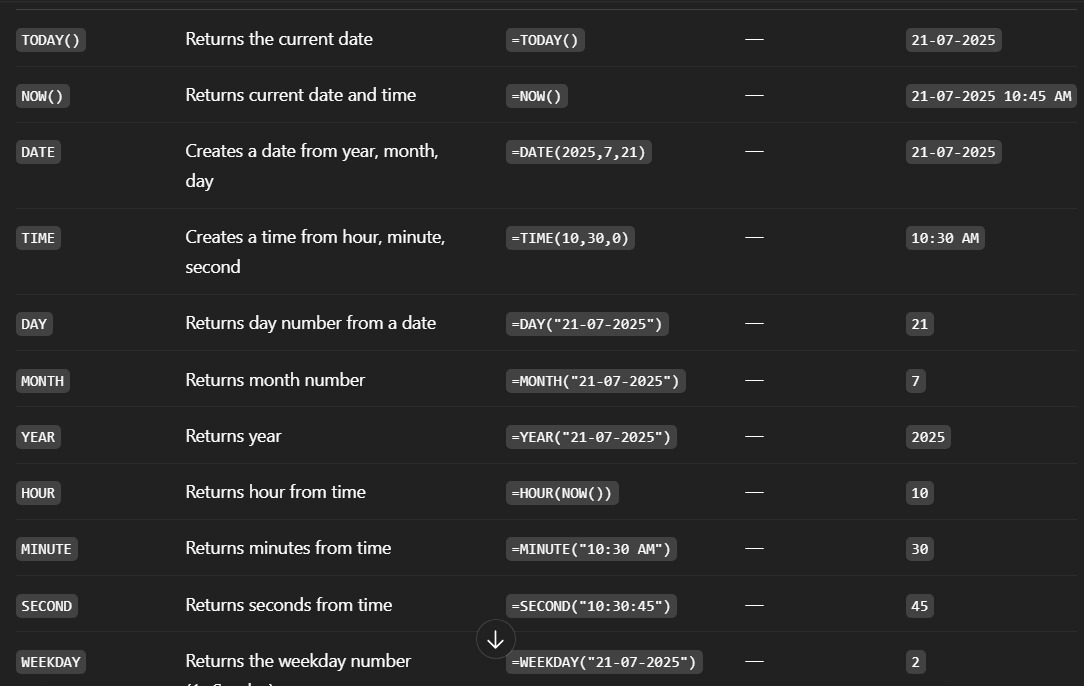 TODAY() Returns the current date =TODAY() — 21-07-2025
NOW() Returns current date and time =NOW() — 21-07-2025 10:45 AM
DATE Creates a date from year, month, =DATE(2025,7,21) — 21-07-2025
day
TIME Creates a time from hour, minute, =TIME(10,30,0) — 10:30 AM
second
DAY Returns day number from a date =DAY("21-07-2025") — 21
MONTH Returns month number =MONTH("21-07-2025") — 7
YEAR Returns year =YEAR("21-07-2025") — 2025
HOUR Returns hour from time =HOUR(NOW()) — 10
MINUTE Returns minutes from time =MINUTE("10:30 AM") — 30
SECOND Returns seconds from time =SECOND("10:30:45") — 45
WEEKDAY Returns the weekday number =WEEKDAY("21-07-2025") — 2